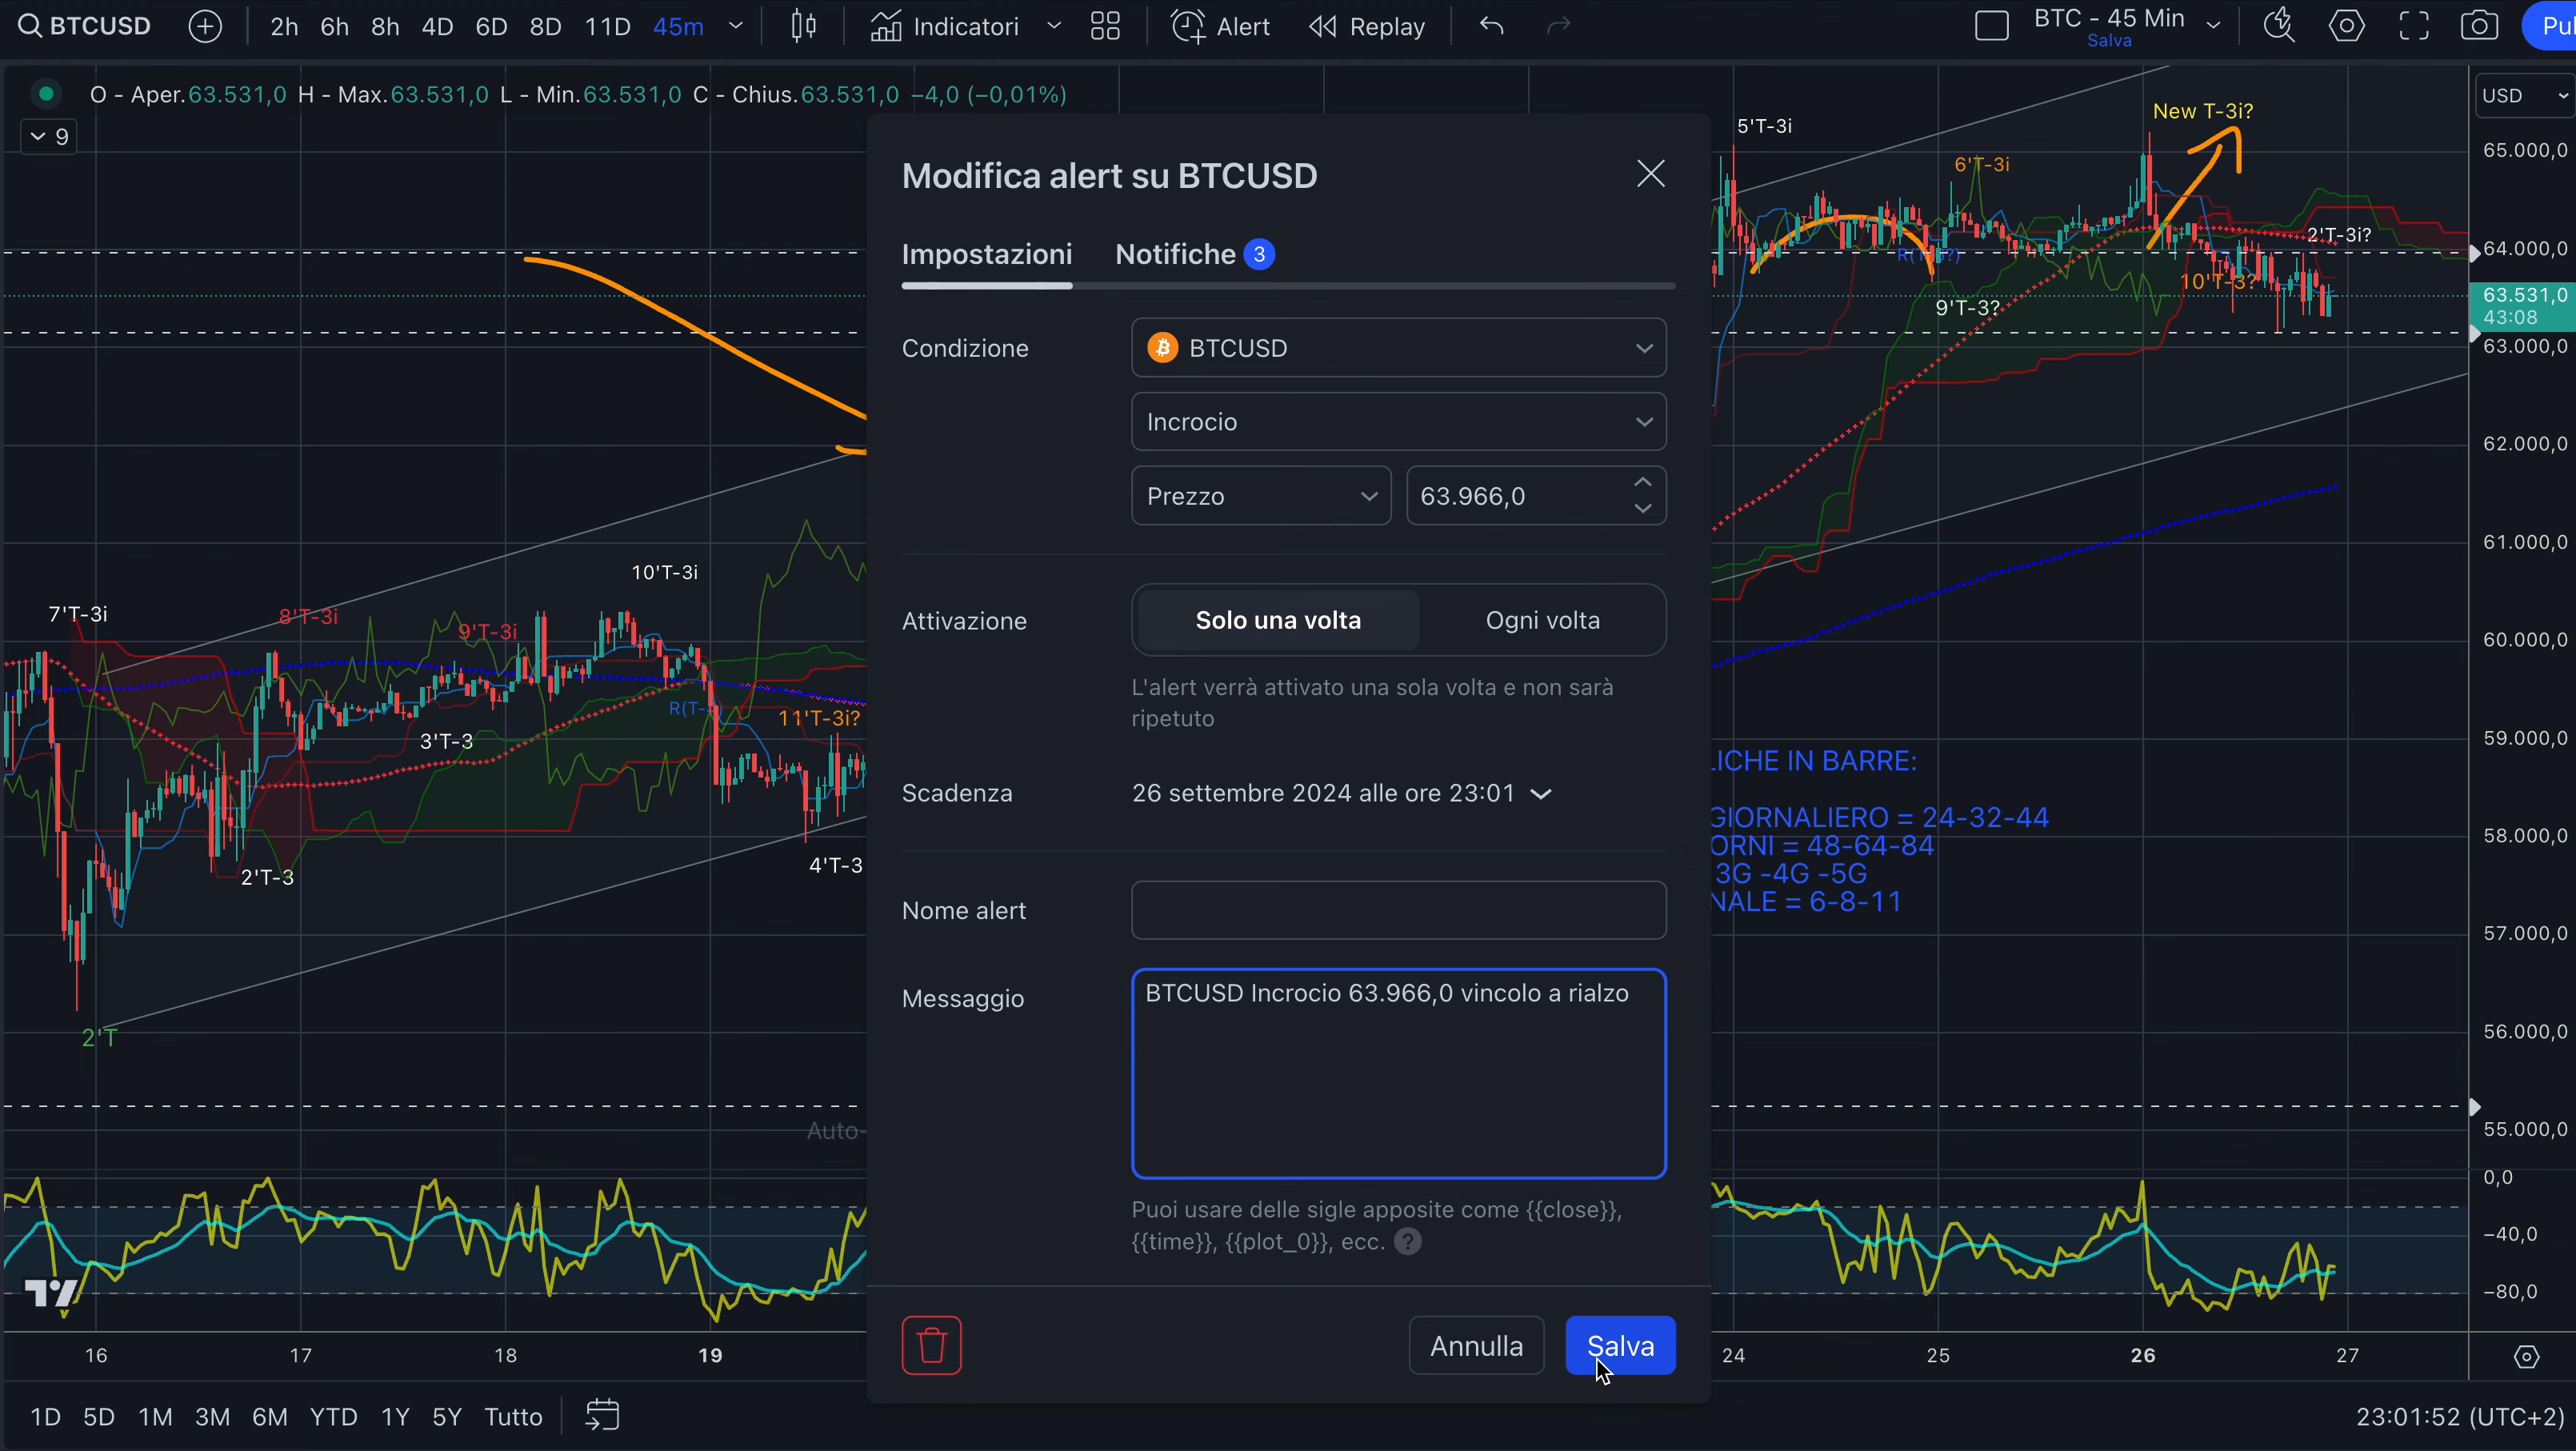 BTCUSD
2h 6h 8h 4D 6D 8D 11D 45m
Indicatori
Alert
Replay
BTC - 45 Min
Salva
O - Aper.63.531,0 H - Max.63.531,0 L - Min.63.531,0 C - Chius.63.531,0 −4,0 (−0,01%)
9
USD
Modifica alert su BTCUSD
Impostazioni
Notifiche 3
Condizione
BTCUSD
Incrocio
Prezzo
63.966,0
Attivazione
Solo una volta
Ogni volta
L'alert verrà attivato una sola volta e non sarà
ripetuto
Scadenza
26 settembre 2024 alle ore 23:01
Nome alert
Messaggio
BTCUSD Incrocio 63.966,0 vincolo a rialzo
Puoi usare delle sigle apposite come {{close}},
{{time}}, {{plot_0}}, ecc. ?
Annulla
Salva
7'T-3i
8'T-3i
9'T-3i
10'T-3i
R(T-
11'T-3i?
3'T-3
2'T-3
4'T-3
2'T
Auto-
5'T-3i
New T-3i?
6'T-3i
2'T-3i?
10'T-3?
9'T-3?
LICHE IN BARRE:
GIORNALIERO = 24-32-44
ORNI = 48-64-84
3G -4G -5G
NALE = 6-8-11
65.000,0
64.000,0
63.531,0
43:08
63.000,0
62.000,0
61.000,0
60.000,0
59.000,0
58.000,0
57.000,0
56.000,0
55.000,0
0,0
−40,0
−80,0
16 17 18 19 24 25 26 27
1D 5D 1M 3M 6M YTD 1Y 5Y Tutto
23:01:52 (UTC+2)